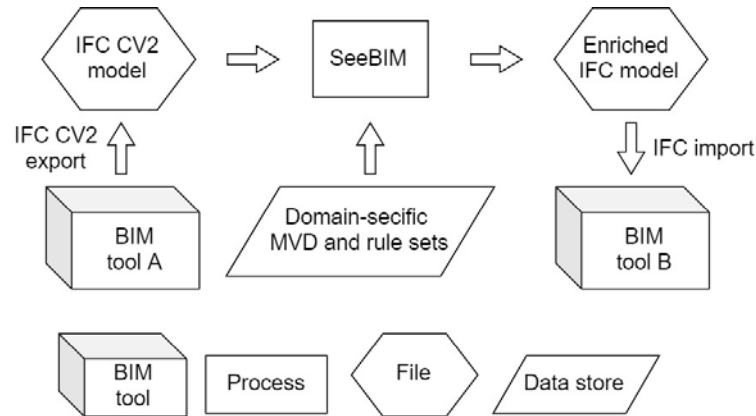 IFC CV2
model
SeeBIM
Enriched
IFC model
IFC CV2
export
IFC import
BIM
tool A
Domain-secific
MVD and rule sets
BIM
tool B
BIM
tool
Process
File
Data store